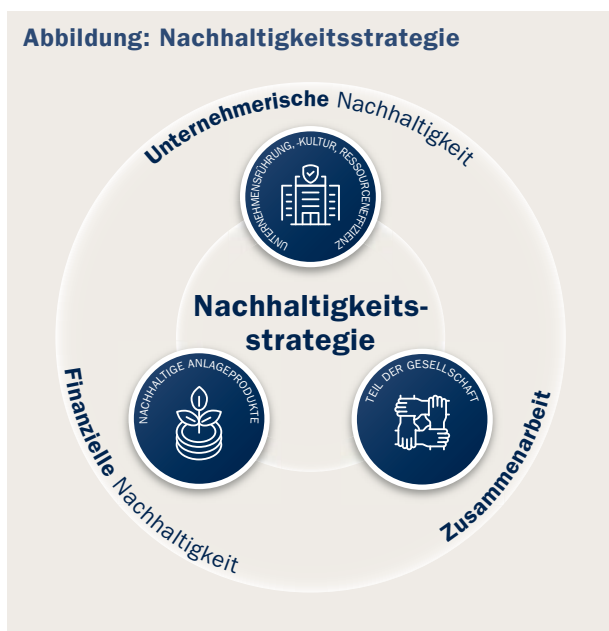 Abbildung: Nachhaltigkeitsstrategie
Unternehmerische Nachhaltigkeit
UNTERNEHMENSFÜHRUNG, -KULTUR, RESSOURCENEFFIZIENZ
Nachhaltigkeits-
strategie
NACHHALTIGE ANLAGEPRODUKTE
TEIL DER GESELLSCHAFT
Finanzielle Nachhaltigkeit
Zusammenarbeit